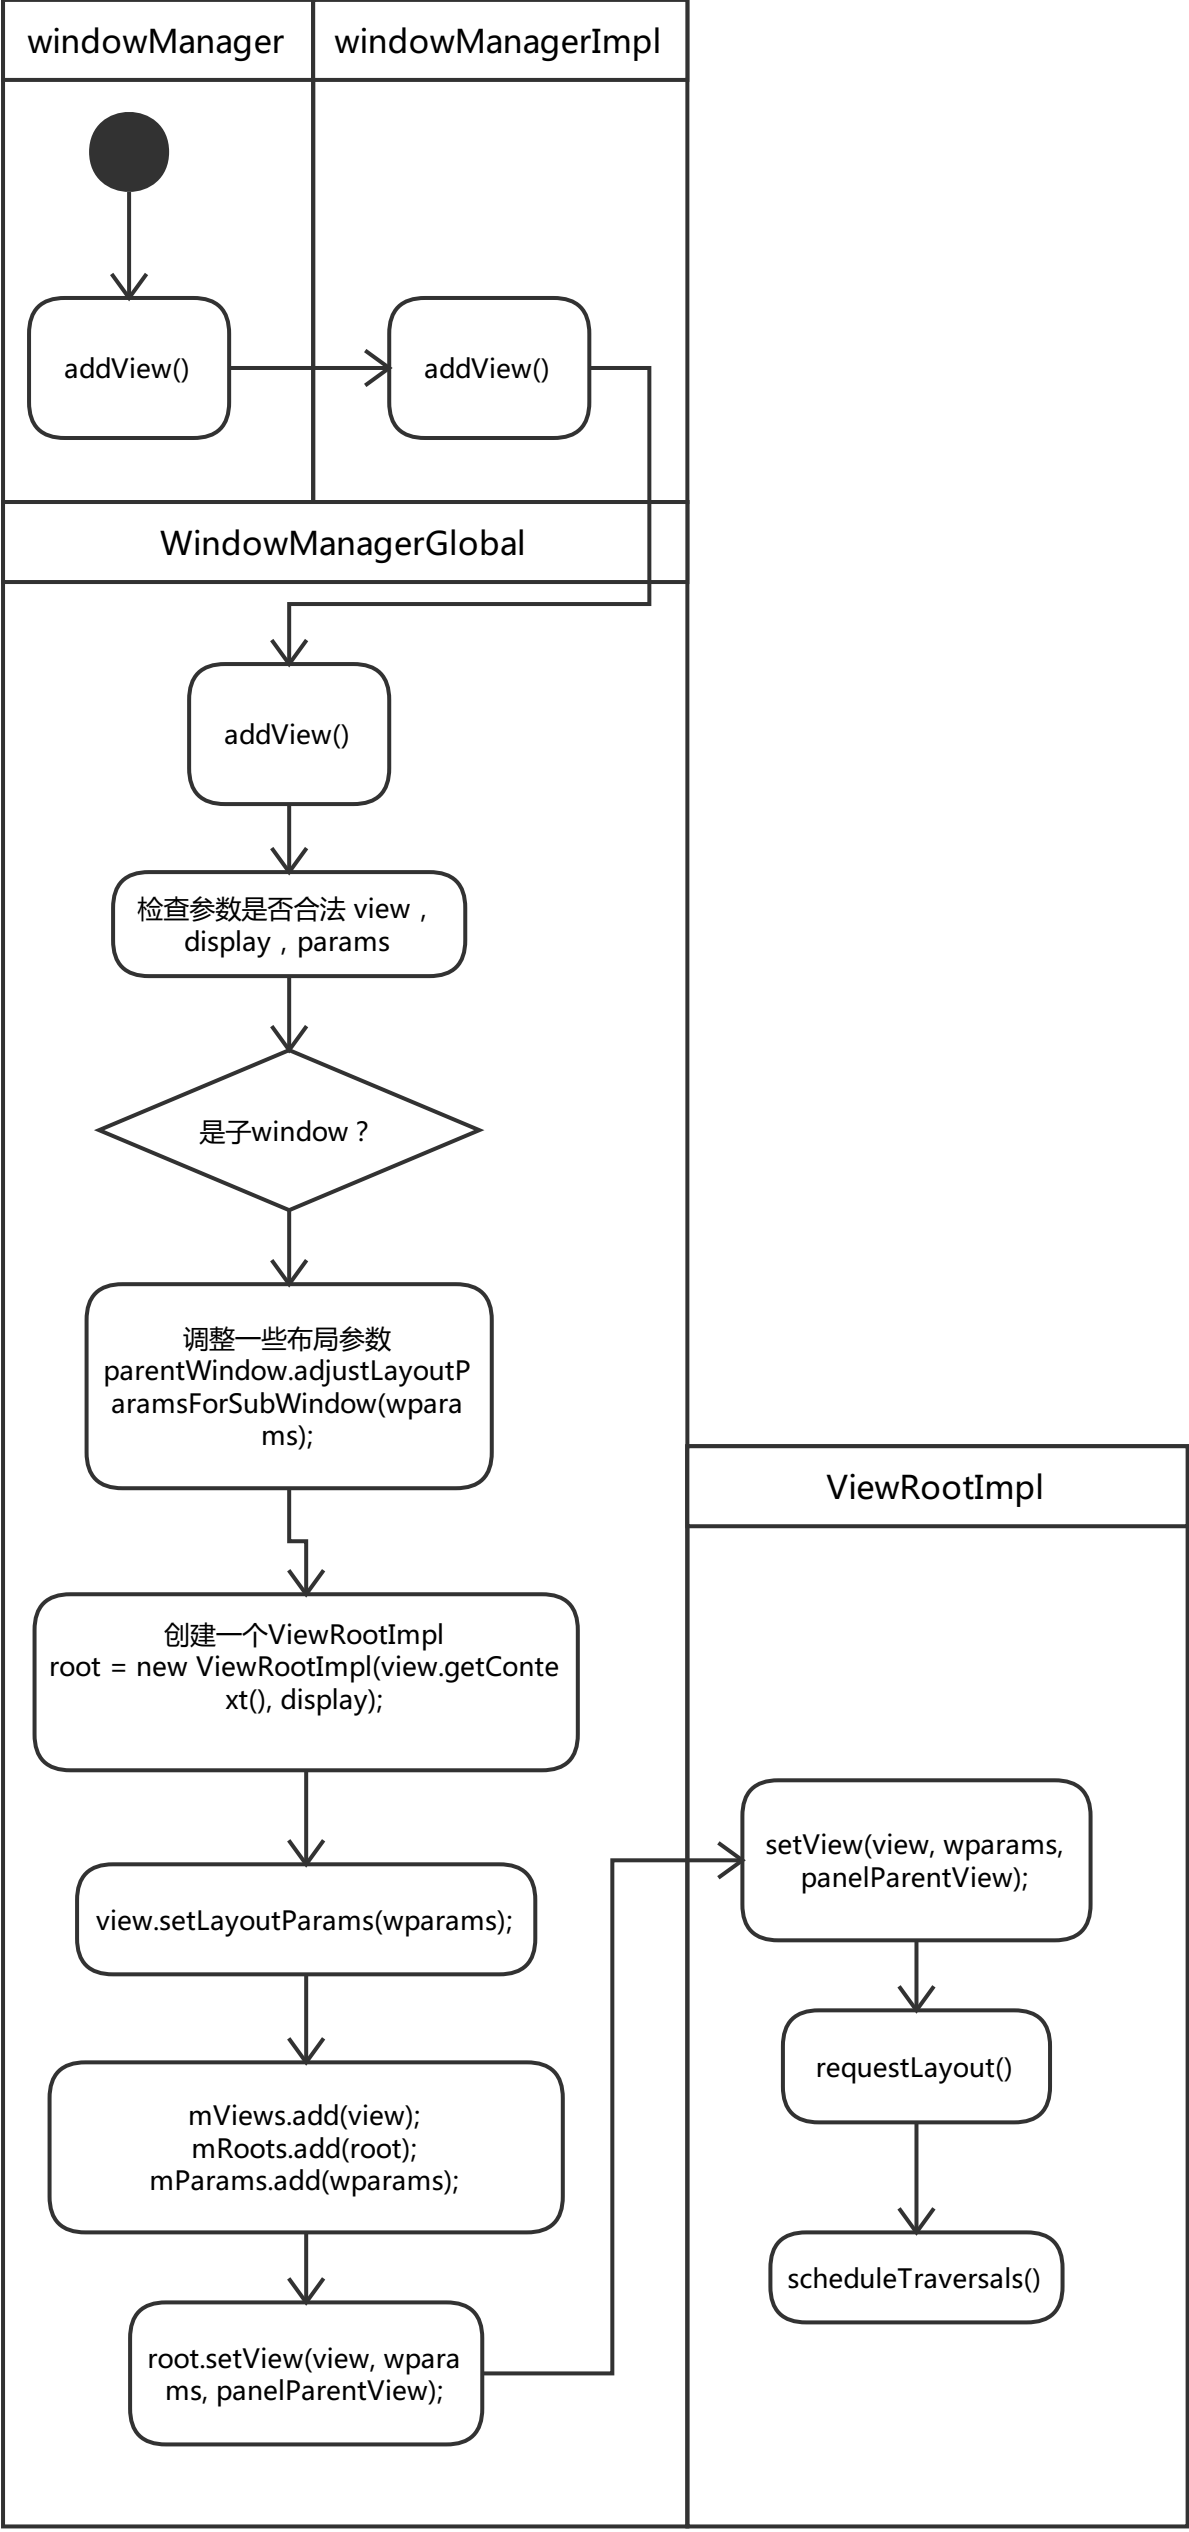 windowManager
windowManagerImpl
addView()
addView()
WindowManagerGlobal
addView()
检查参数是否合法 view，
display，params
是子window？
调整一些布局参数
parentWindow.adjustLayoutP
aramsForSubWindow(wpara
ms);
创建一个ViewRootImpl
root = new ViewRootImpl(view.getConte
xt(), display);
view.setLayoutParams(wparams);
mViews.add(view);
mRoots.add(root);
mParams.add(wparams);
root.setView(view, wpara
ms, panelParentView);
ViewRootImpl
setView(view, wparams,
panelParentView);
requestLayout()
scheduleTraversals()